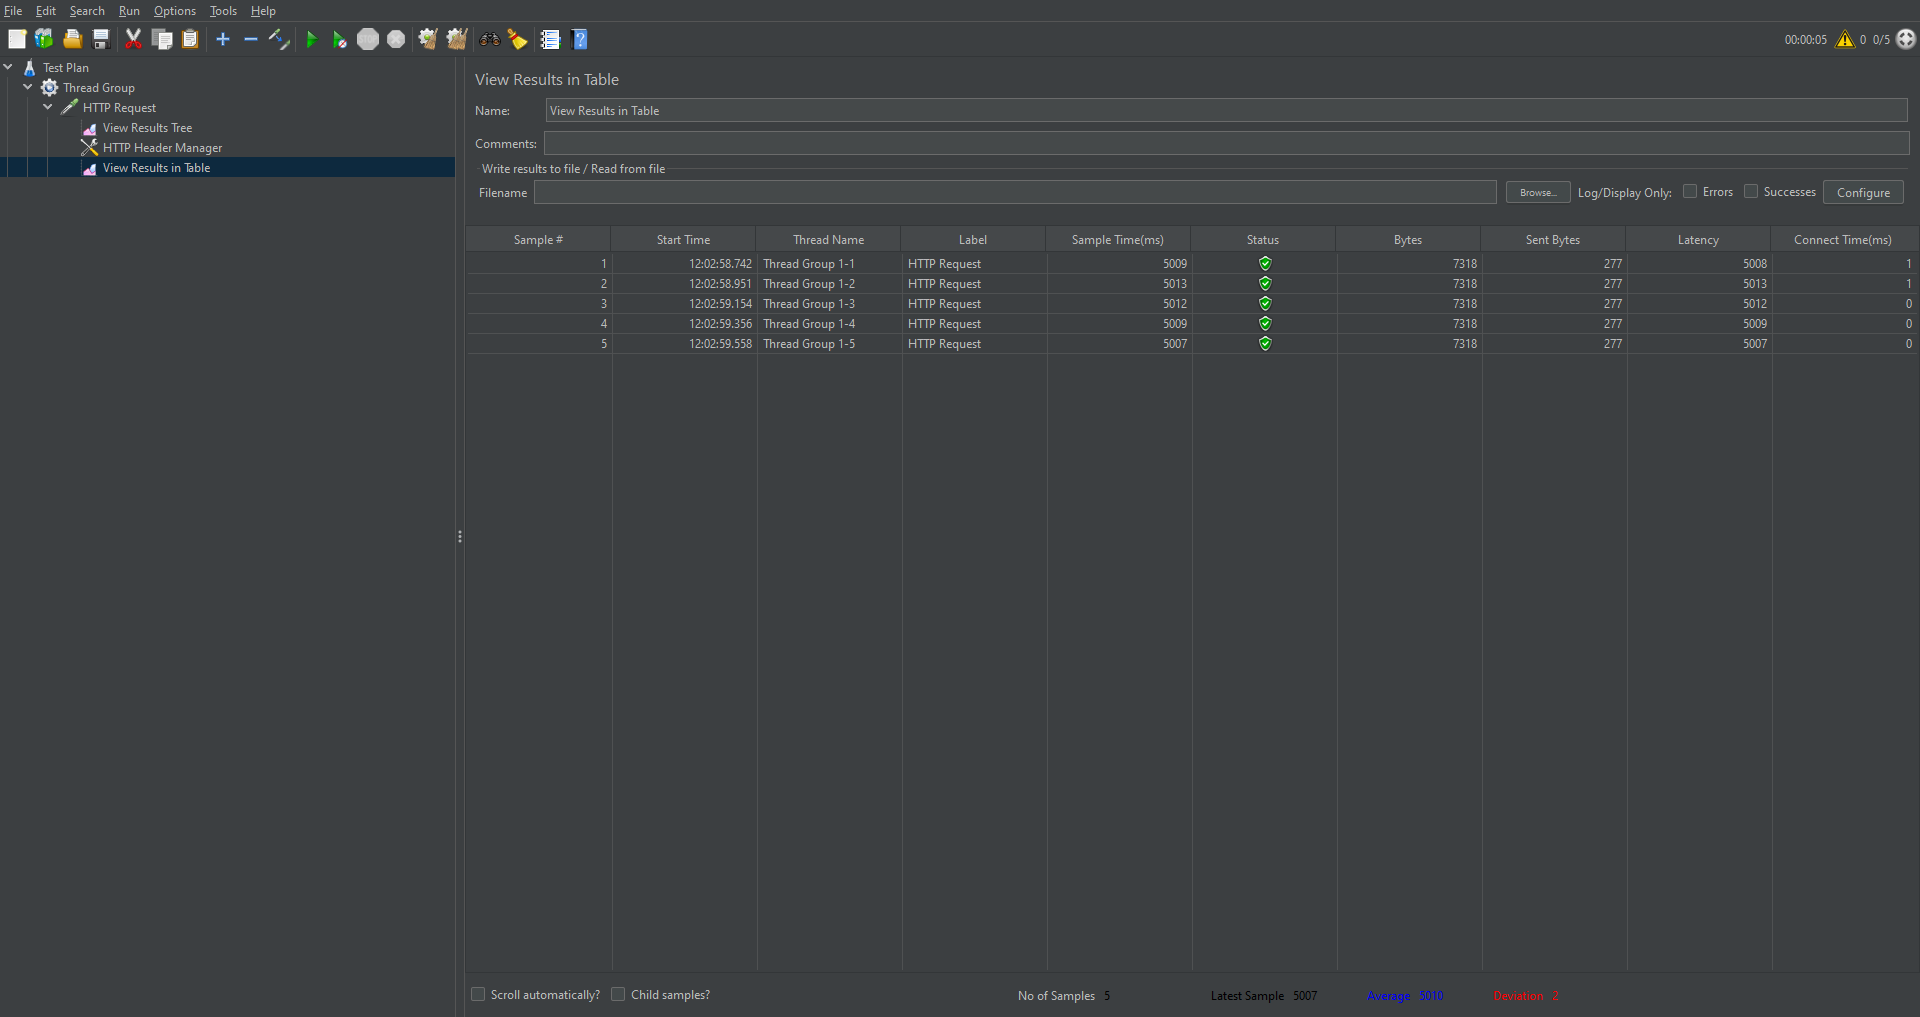 File Edit Search Run Options Tools Help
00:00:05 0 0/5
Test Plan
Thread Group
HTTP Request
View Results Tree
HTTP Header Manager
View Results in Table
View Results in Table
Name: View Results in Table
Comments:
Write results to file / Read from file
Filename Browse... Log/Display Only: Errors Successes Configure
Sample # Start Time Thread Name Label Sample Time(ms) Status Bytes Sent Bytes Latency Connect Time(ms)
1 12:02:58.742 Thread Group 1-1 HTTP Request 5009 7318 277 5008 1
2 12:02:58.951 Thread Group 1-2 HTTP Request 5013 7318 277 5013 1
3 12:02:59.154 Thread Group 1-3 HTTP Request 5012 7318 277 5012 0
4 12:02:59.356 Thread Group 1-4 HTTP Request 5009 7318 277 5009 0
5 12:02:59.558 Thread Group 1-5 HTTP Request 5007 7318 277 5007 0
Scroll automatically? Child samples? No of Samples 5 Latest Sample 5007 Average 5010 Deviation 2